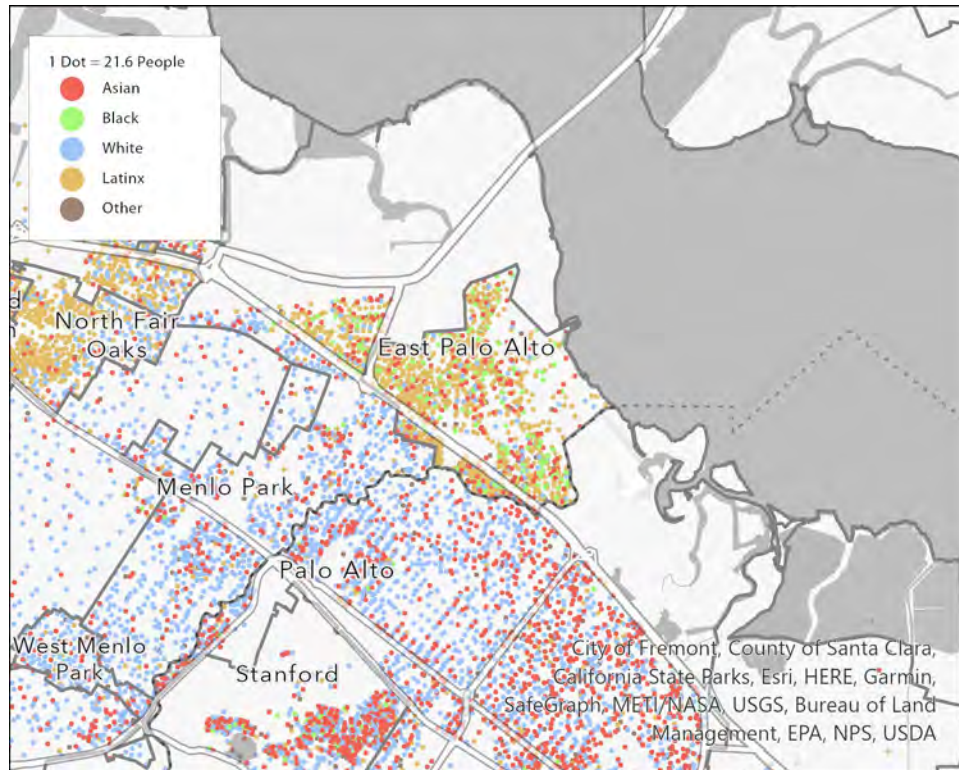 1 Dot = 21.6 People
Asian
Black
White
Latinx
Other
d
North Fair
Oaks
East Palo Alto
Menlo Park
Palo Alto
West Menlo
Park
Stanford
City of Fremont, County of Santa Clara,
California State Parks, Esri, HERE, Garmin,
SafeGraph, METI/NASA, USGS, Bureau of Land
Management, EPA, NPS, USDA